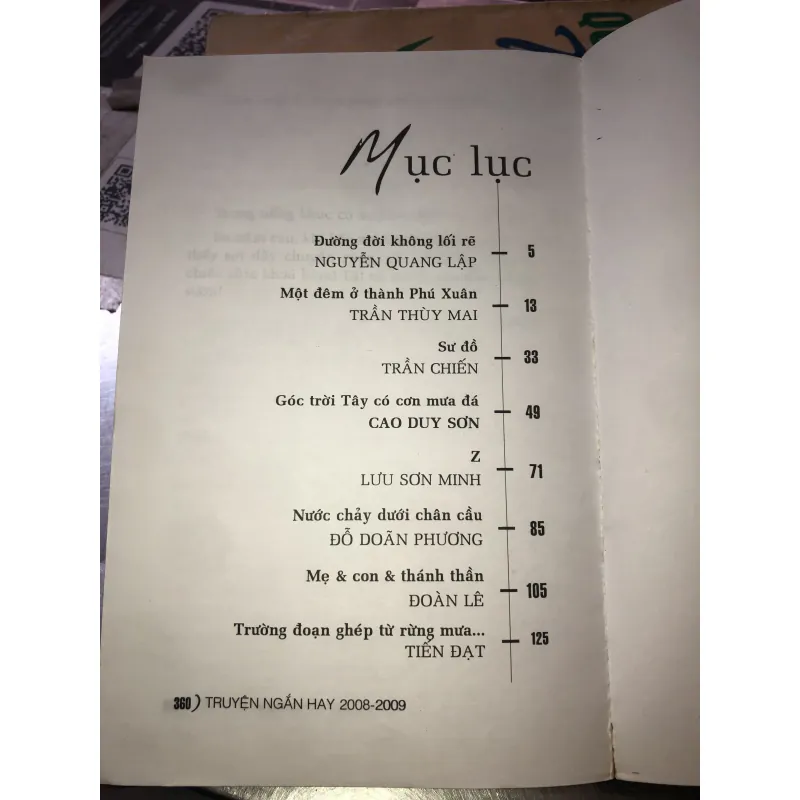 Mục lục
Đường đời không lối rẽ
NGUYỄN QUANG LẬP
5
Một đêm ở thành Phú Xuân
TRẦN THÙY MAI
13
Sư đồ
TRẦN CHIẾN
33
Góc trời Tây có cơn mưa đá
CAO DUY SƠN
49
Z
LƯU SƠN MINH
71
Nước chảy dưới chân cầu
ĐỖ DOÃN PHƯƠNG
85
Mẹ & con & thánh thần
ĐOÀN LÊ
105
Trường đoạn ghép từ rừng mưa...
TIẾN ĐẠT
125
360) TRUYỆN NGẮN HAY 2008-2009